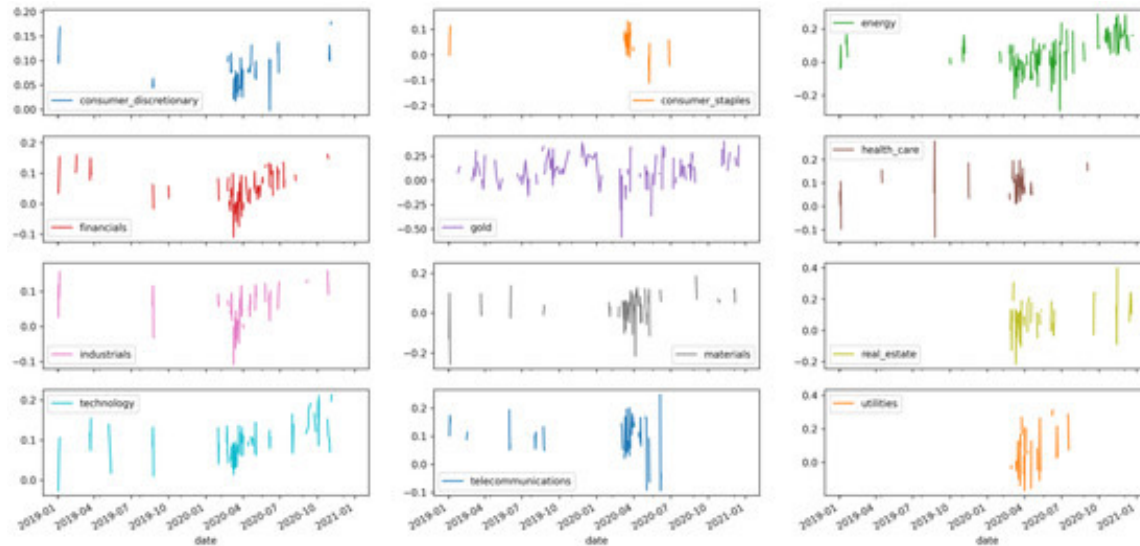 0.20
0.15
0.10
0.05
0.00
consumer_discretionary
0.1
0.0
−0.1
−0.2
consumer_staples
0.2
0.0
−0.2
energy
0.2
0.1
0.0
−0.1
financials
0.25
0.00
−0.25
−0.50
gold
0.2
0.1
0.0
−0.1
health_care
0.1
0.0
−0.1
industrials
0.2
0.0
−0.2
materials
0.4
0.2
0.0
−0.2
real_estate
0.2
0.1
0.0
technology
0.2
0.1
0.0
−0.1
telecommunications
0.4
0.2
0.0
utilities
2019-01 2019-04 2019-07 2019-10 2020-01 2020-04 2020-07 2020-10 2021-01
date
2019-01 2019-04 2019-07 2019-10 2020-01 2020-04 2020-07 2020-10 2021-01
date
2019-01 2019-04 2019-07 2019-10 2020-01 2020-04 2020-07 2020-10 2021-01
date